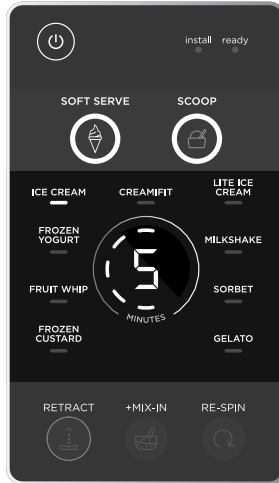 install ready
SOFT SERVE SCOOP
ICE CREAM CREAMIFIT LITE ICE
CREAM
FROZEN
YOGURT
MILKSHAKE
5
FRUIT WHIP SORBET
MINUTES
FROZEN
CUSTARD
GELATO
RETRACT +MIX-IN RE-SPIN